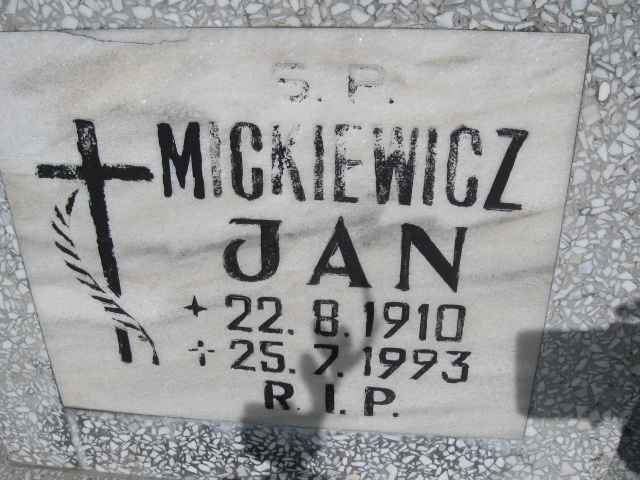 S. P.
MICKIEWICZ
JAN
22. 8. 1910
25. 7. 1993
R. I. P.